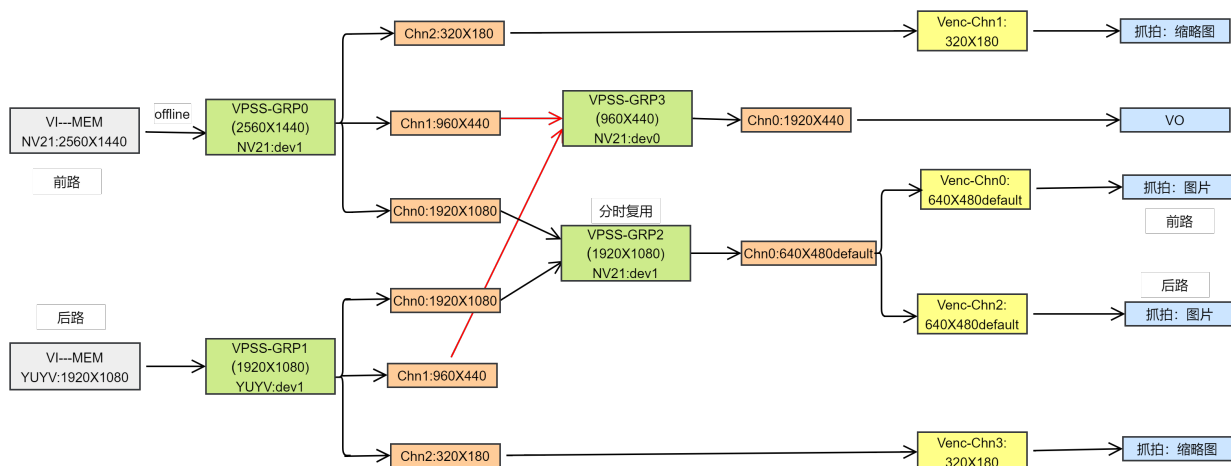 Chn2:320X180
Venc-Chn1:
320X180
抓拍：缩略图
VI---MEM
NV21:2560X1440
前路
offline
VPSS-GRP0
(2560X1440)
NV21:dev1
Chn1:960X440
VPSS-GRP3
(960X440)
NV21:dev0
Chn0:1920X440
VO
Chn0:1920X1080
分时复用
VPSS-GRP2
(1920X1080)
NV21:dev1
Chn0:640X480default
Venc-Chn0:
640X480default
抓拍：图片
前路
后路
VI---MEM
YUYV:1920X1080
VPSS-GRP1
(1920X1080)
YUYV:dev1
Chn0:1920X1080
Chn1:960X440
Venc-Chn2:
640X480default
后路
抓拍：图片
Chn2:320X180
Venc-Chn3:
320X180
抓拍：缩略图